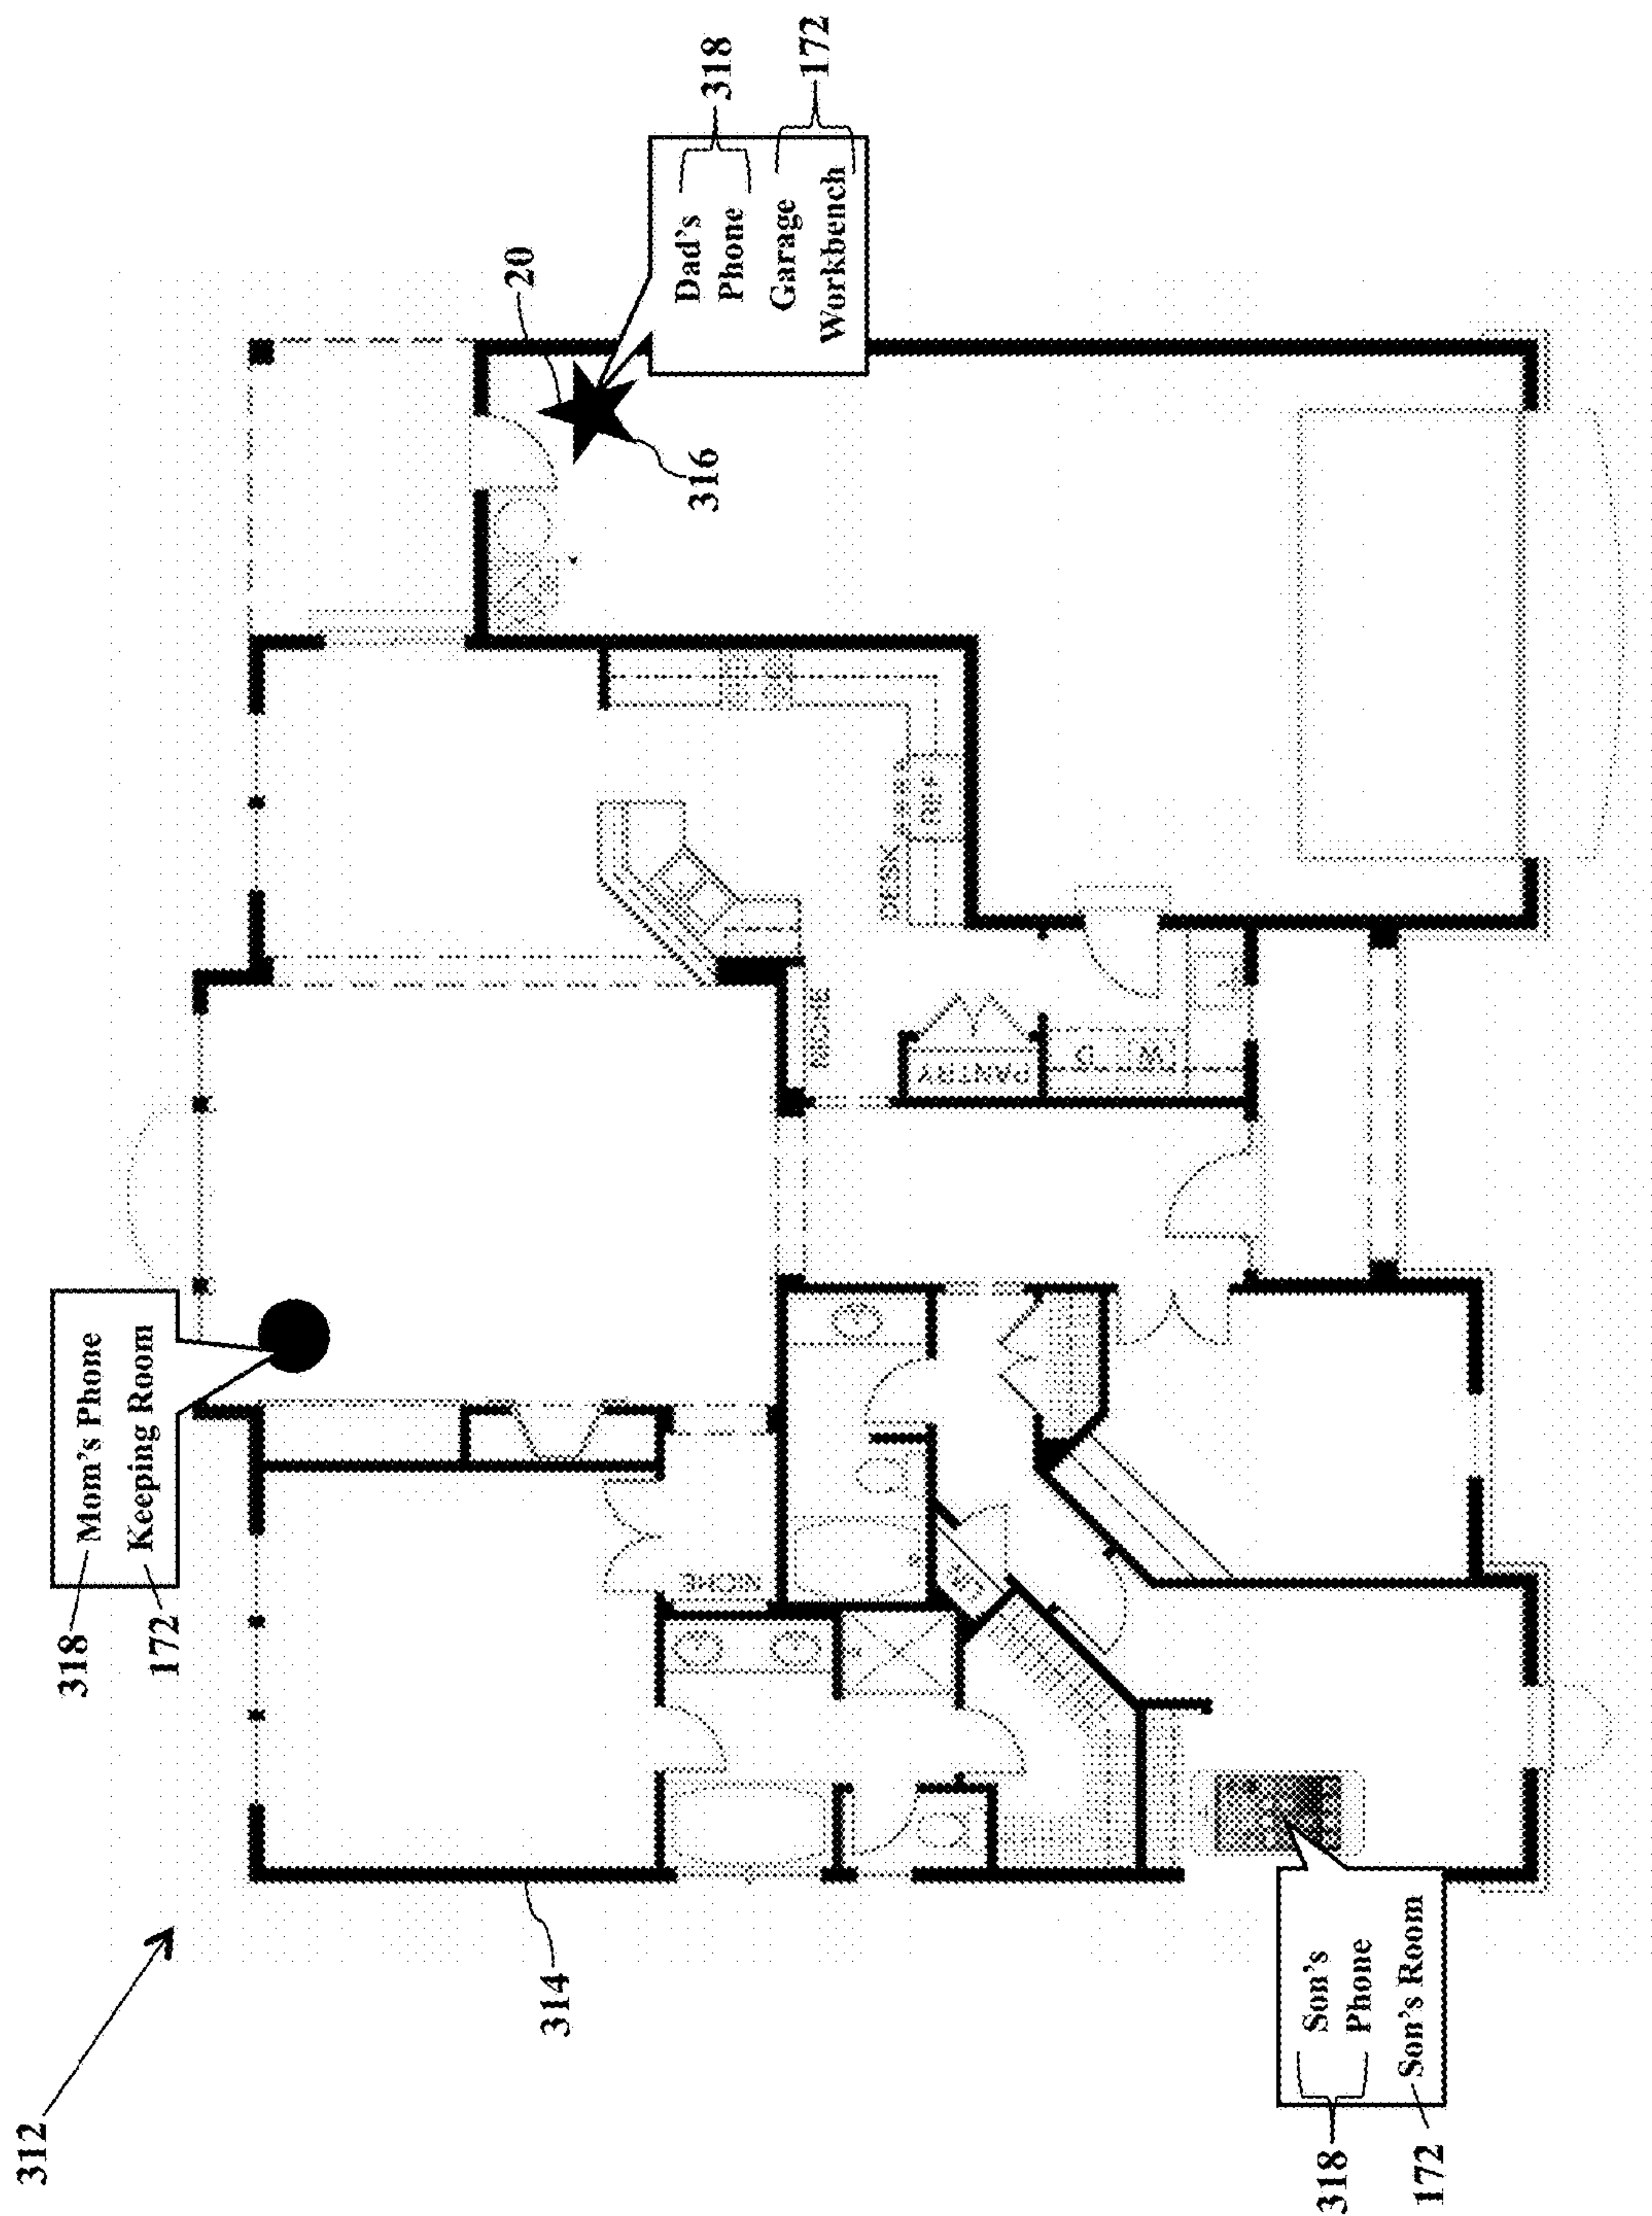 312
314
318
Mom's Phone
172
Keeping Room
20
316
Dad's
Phone
318
Garage
Workbench
172
NICHE
DESK
REF
NICHE
PANTRY
D
W
318
Son's
Phone
172
Son's Room